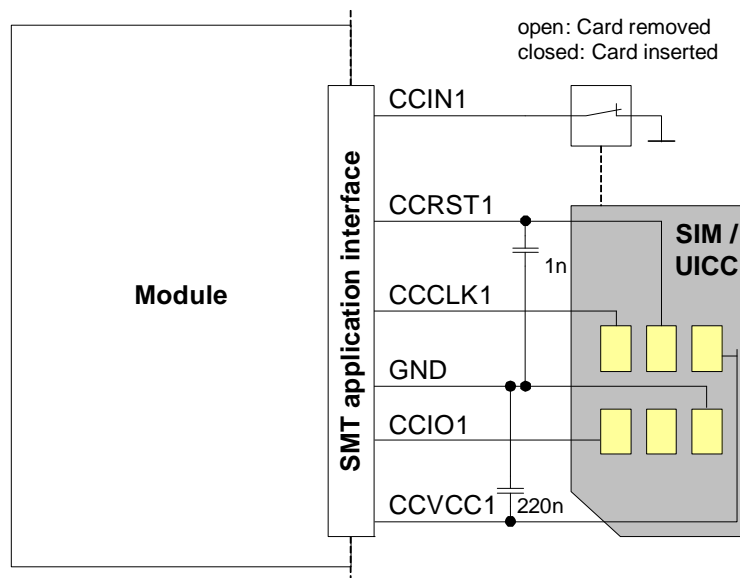 open: Card removed
closed: Card inserted
CCIN1
CCRST1
SIM /
UICC
1n
Module
SMT application interface
CCCLK1
GND
CCIO1
CCVCC1
220n